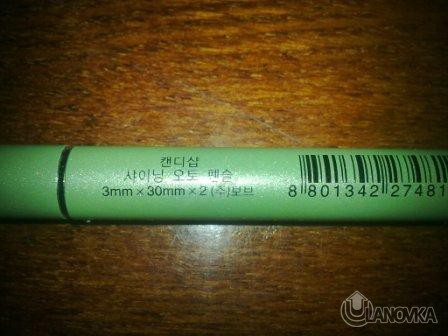 캔디샵
샤이닝 오토 펜슬
3mm×30mm×2 (주)보브
8 801342 27481
ULANOVKA